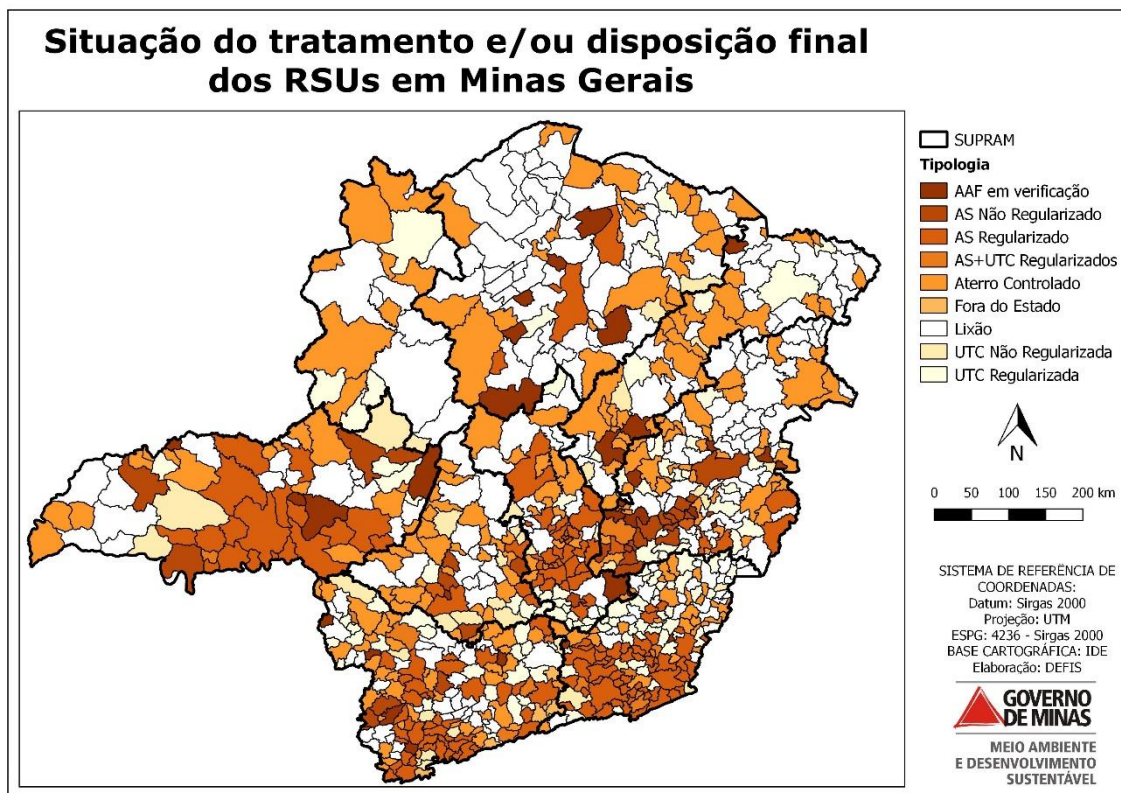 Situação do tratamento e/ou disposição final
dos RSUs em Minas Gerais
SUPRAM
Tipologia
AAF em verificação
AS Não Regularizado
AS Regularizado
AS+UTC Regularizados
Aterro Controlado
Fora do Estado
Lixão
UTC Não Regularizada
UTC Regularizada
N
0 50 100 150 200 km
SISTEMA DE REFERÊNCIA DE
COORDENADAS:
Datum: Sirgas 2000
Projeção: UTM
ESPG: 4236 - Sirgas 2000
BASE CARTOGRÁFICA: IDE
Elaboração: DEFIS
GOVERNO
DE MINAS
MEIO AMBIENTE
E DESENVOLVIMENTO
SUSTENTÁVEL